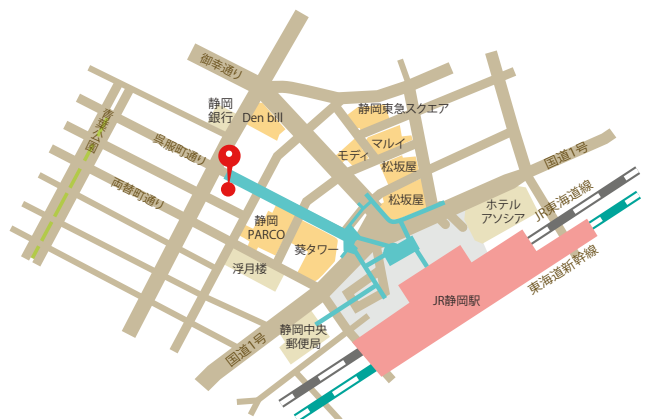 御幸通り
静岡
銀行
Den bill
静岡東急スクエア
マルイ
モディ
松坂屋
松坂屋
国道1号
青葉公園
呉服町通り
両替町通り
静岡
PARCO
葵タワー
浮月楼
ホテル
アソシア
JR東海道線
東海道新幹線
JR静岡駅
静岡中央
郵便局
国道1号